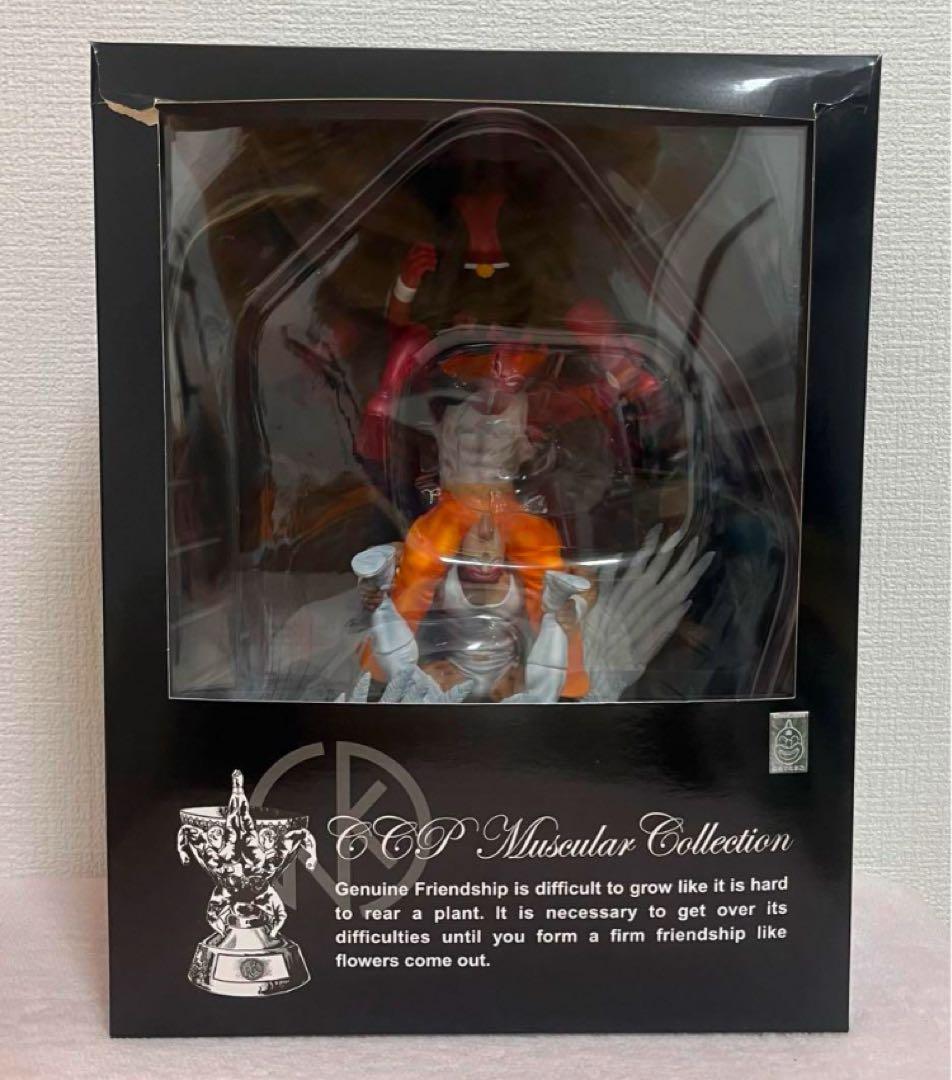 CCP Muscular Collection
Genuine Friendship is difficult to grow like it is hard
to rear a plant. It is necessary to get over its
difficulties until you form a firm friendship like
flowers come out.